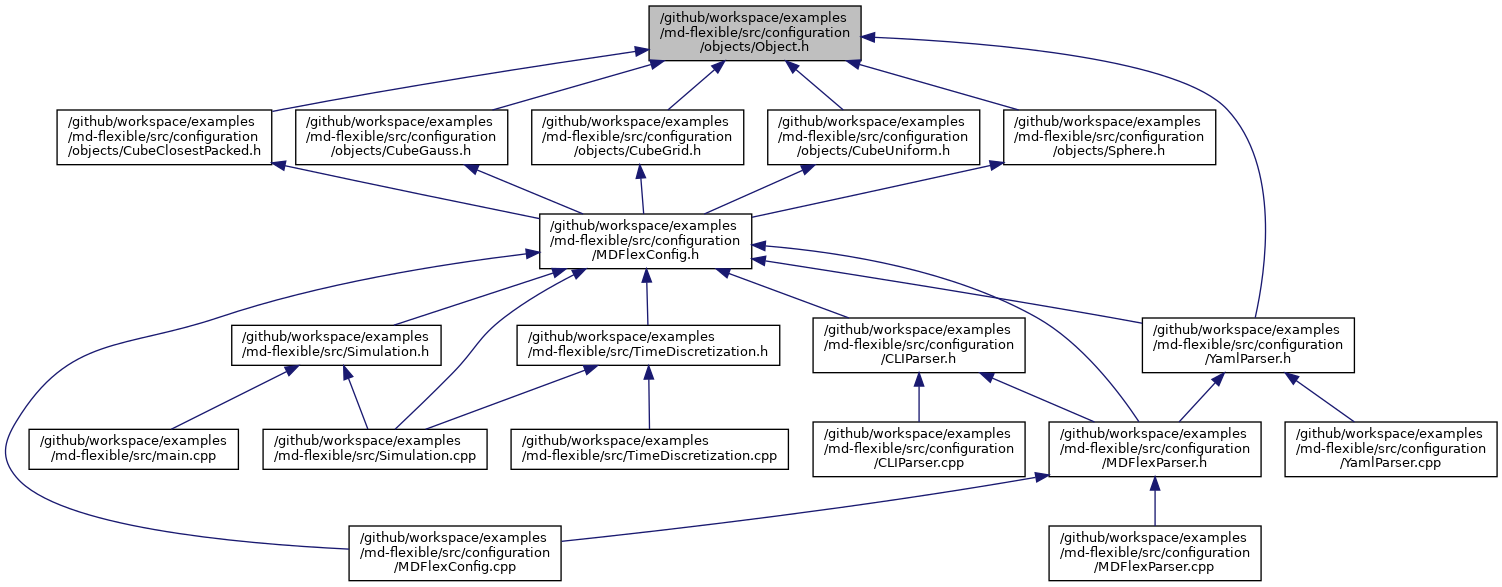 /github/workspace/examples
/md-flexible/src/configuration
/objects/Object.h
/github/workspace/examples
/md-flexible/src/configuration
/objects/CubeClosestPacked.h
/github/workspace/examples
/md-flexible/src/configuration
/objects/CubeGauss.h
/github/workspace/examples
/md-flexible/src/configuration
/objects/CubeGrid.h
/github/workspace/examples
/md-flexible/src/configuration
/objects/CubeUniform.h
/github/workspace/examples
/md-flexible/src/configuration
/objects/Sphere.h
/github/workspace/examples
/md-flexible/src/configuration
/MDFlexConfig.h
/github/workspace/examples
/md-flexible/src/Simulation.h
/github/workspace/examples
/md-flexible/src/TimeDiscretization.h
/github/workspace/examples
/md-flexible/src/configuration
/CLIParser.h
/github/workspace/examples
/md-flexible/src/configuration
/YamlParser.h
/github/workspace/examples
/md-flexible/src/main.cpp
/github/workspace/examples
/md-flexible/src/Simulation.cpp
/github/workspace/examples
/md-flexible/src/TimeDiscretization.cpp
/github/workspace/examples
/md-flexible/src/configuration
/CLIParser.cpp
/github/workspace/examples
/md-flexible/src/configuration
/MDFlexParser.h
/github/workspace/examples
/md-flexible/src/configuration
/YamlParser.cpp
/github/workspace/examples
/md-flexible/src/configuration
/MDFlexConfig.cpp
/github/workspace/examples
/md-flexible/src/configuration
/MDFlexParser.cpp